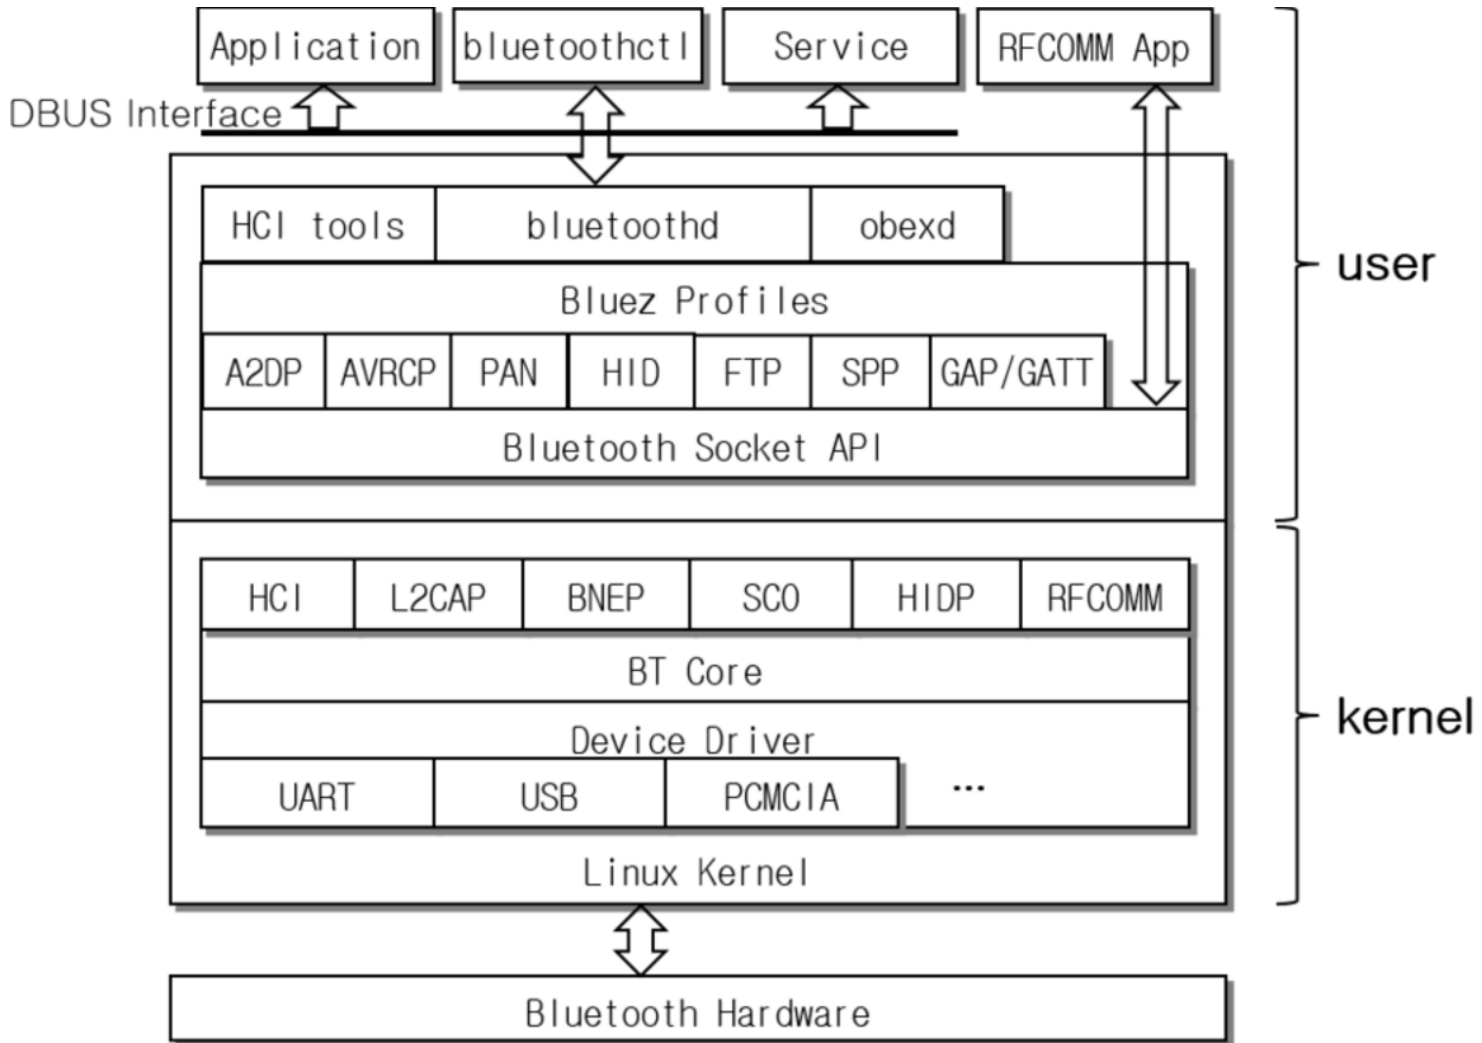 Application bluetoothctl Service RFCOMM App
DBUS Interface
HCI tools bluetoothd obexd
Bluez Profiles
user
A2DP AVRCP PAN HID FTP SPP GAP/GATT
Bluetooth Socket API
HCI L2CAP BNEP SCO HIDP RFCOMM
BT Core
kernel
Device Driver
UART USB PCMCIA ...
Linux Kernel
Bluetooth Hardware